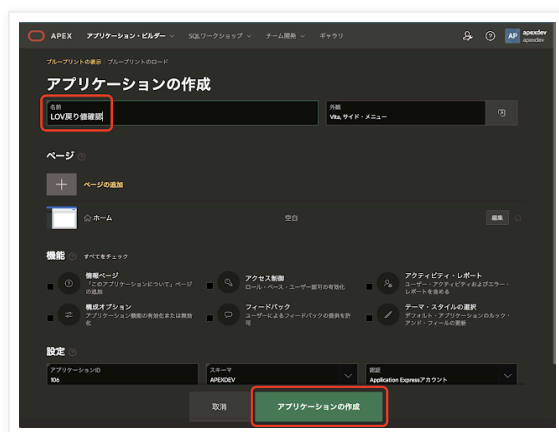 APEX アプリケーション・ビルダー SQLワークショップ チーム開発 ギャラリ AP apexdev
apexdev
ブループリントの表示 ブループリントのロード
アプリケーションの作成
名前
LOV戻り値確認
外観
Vita, サイド・メニュー
ページ
ページの追加
ホーム 空白 編集
機能 すべてをチェック
情報ページ
「このアプリケーションについて」ページ
の追加
アクセス制御
ロール・ベース・ユーザー認可の有効化
アクティビティ・レポート
ユーザー・アクティビティおよびエラー・
レポートを含める
構成オプション
アプリケーション機能の有効化または無効
化
フィードバック
ユーザーによるフィードバックの提供を許
可
テーマ・スタイルの選択
デフォルト・アプリケーションのルック・
アンド・フィールの更新
設定
アプリケーションID
106
スキーマ
APEXDEV
認証
Application Expressアカウント
取消 アプリケーションの作成